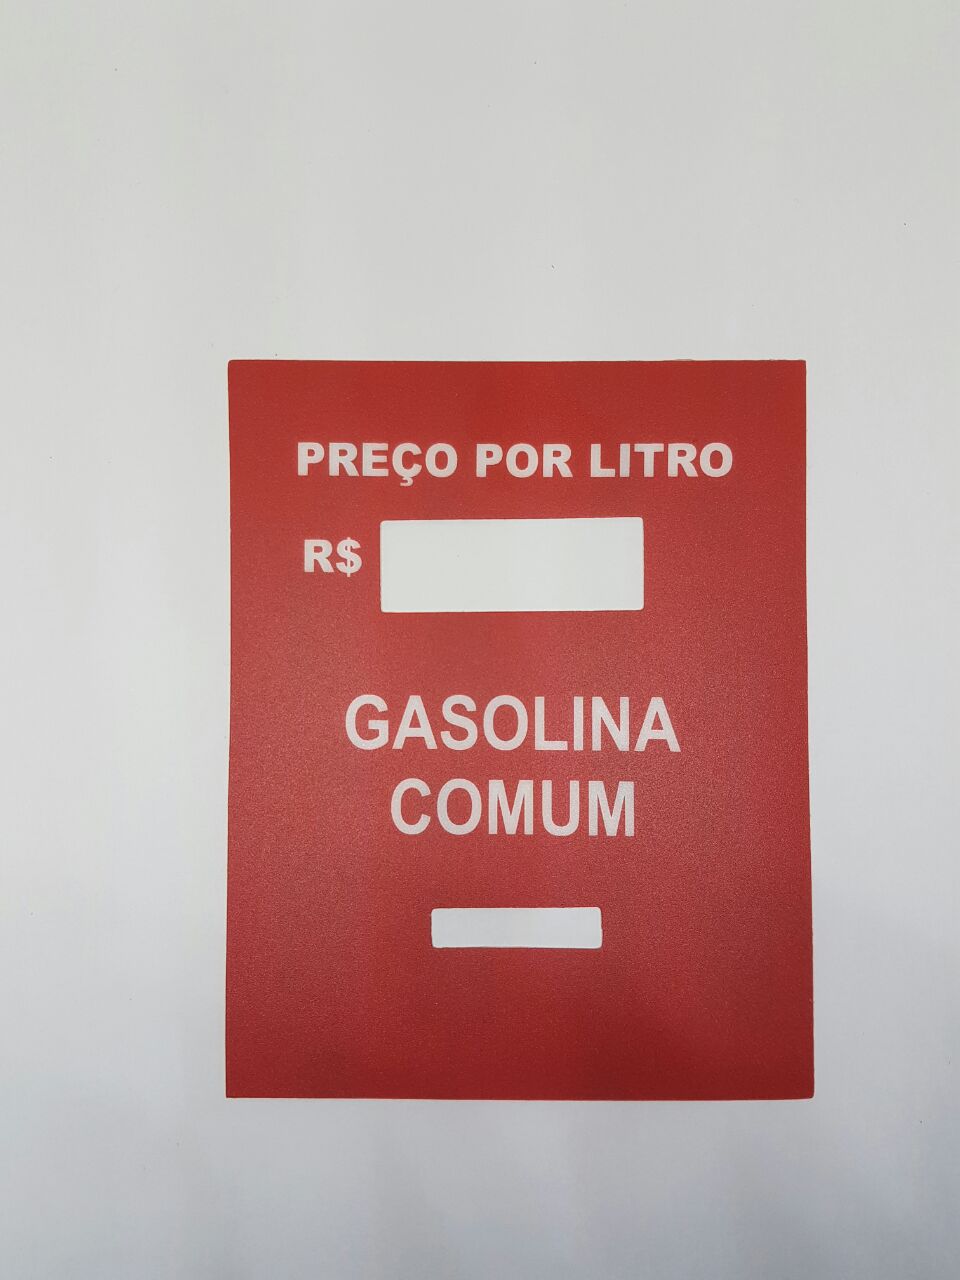 PREÇO POR LITRO
R$
GASOLINA
COMUM